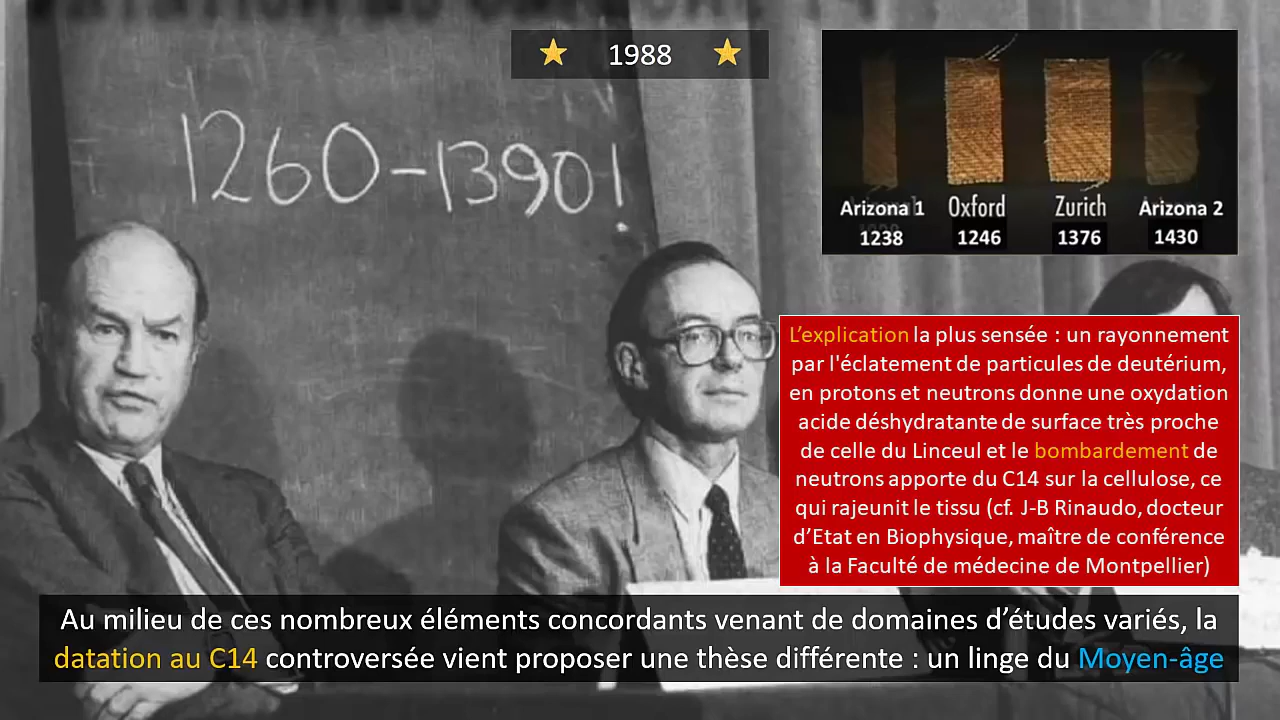 1988
1260-1390!
Arizona 1 Oxford Zurich Arizona 2
1238 1246 1376 1430
L'explication la plus sensée : un rayonnement
par l'éclatement de particules de deutérium,
en protons et neutrons donne une oxydation
acide déshydratante de surface très proche
de celle du Linceul et le bombardement de
neutrons apporte du C14 sur la cellulose, ce
qui rajeunit le tissu (cf. J-B Rinaudo, docteur
d'Etat en Biophysique, maître de conférence
à la Faculté de médecine de Montpellier)
Au milieu de ces nombreux éléments concordants venant de domaines d'études variés, la
datation au C14 controversée vient proposer une thèse différente : un linge du Moyen-âge